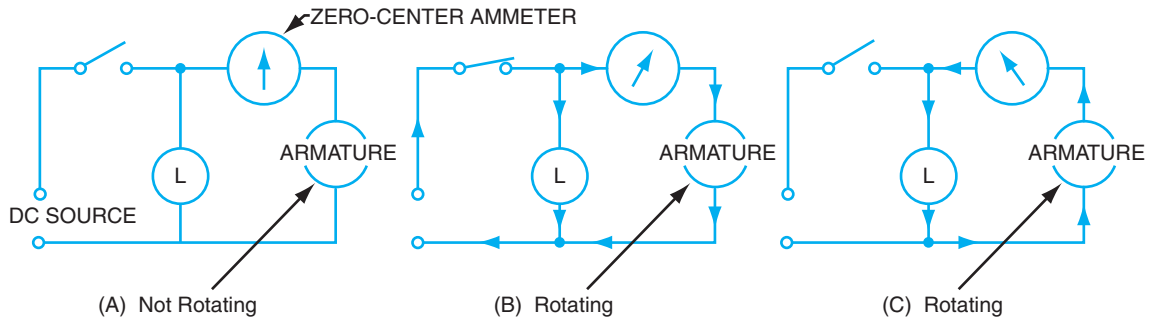 ZERO-CENTER AMMETER
ARMATURE
L
DC SOURCE
(A) Not Rotating
ARMATURE
L
(B) Rotating
ARMATURE
L
(C) Rotating